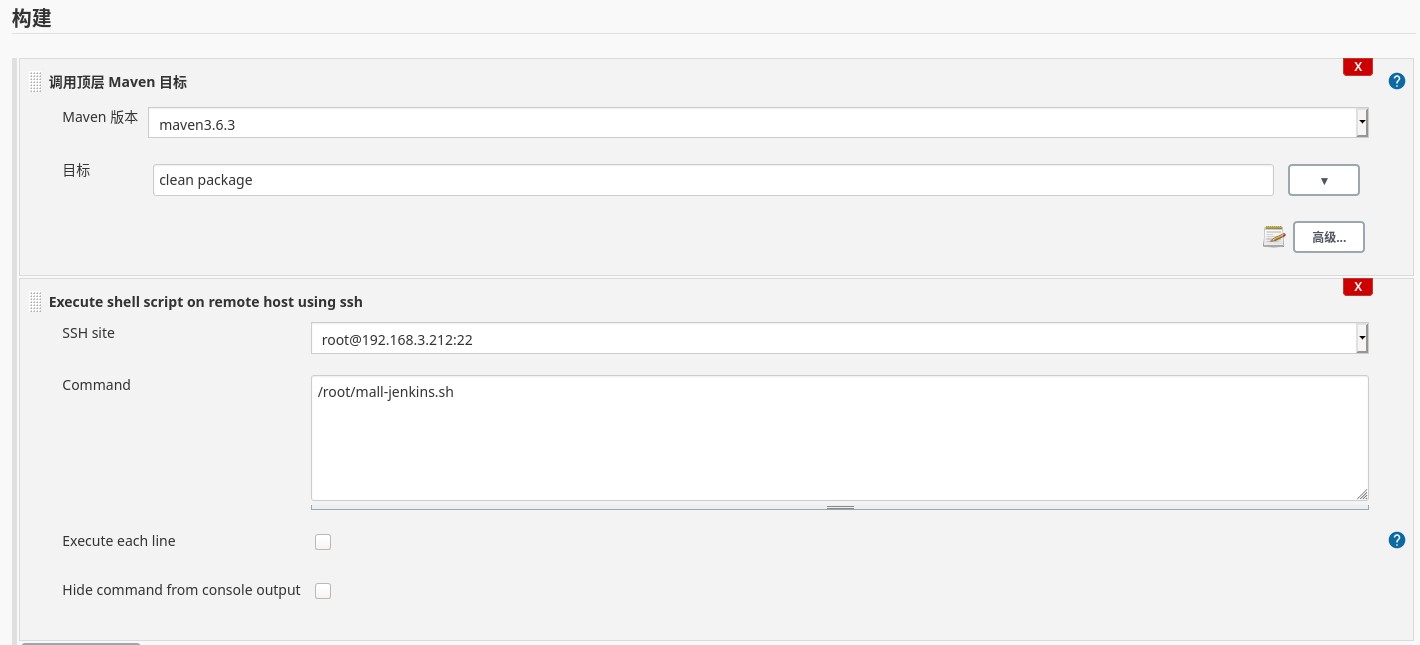 构建
调用顶层 Maven 目标
X
?
Maven 版本
maven3.6.3
目标
clean package
▼
高级...
Execute shell script on remote host using ssh
X
SSH site
root@192.168.3.212:22
Command
/root/mall-jenkins.sh
Execute each line
?
Hide command from console output